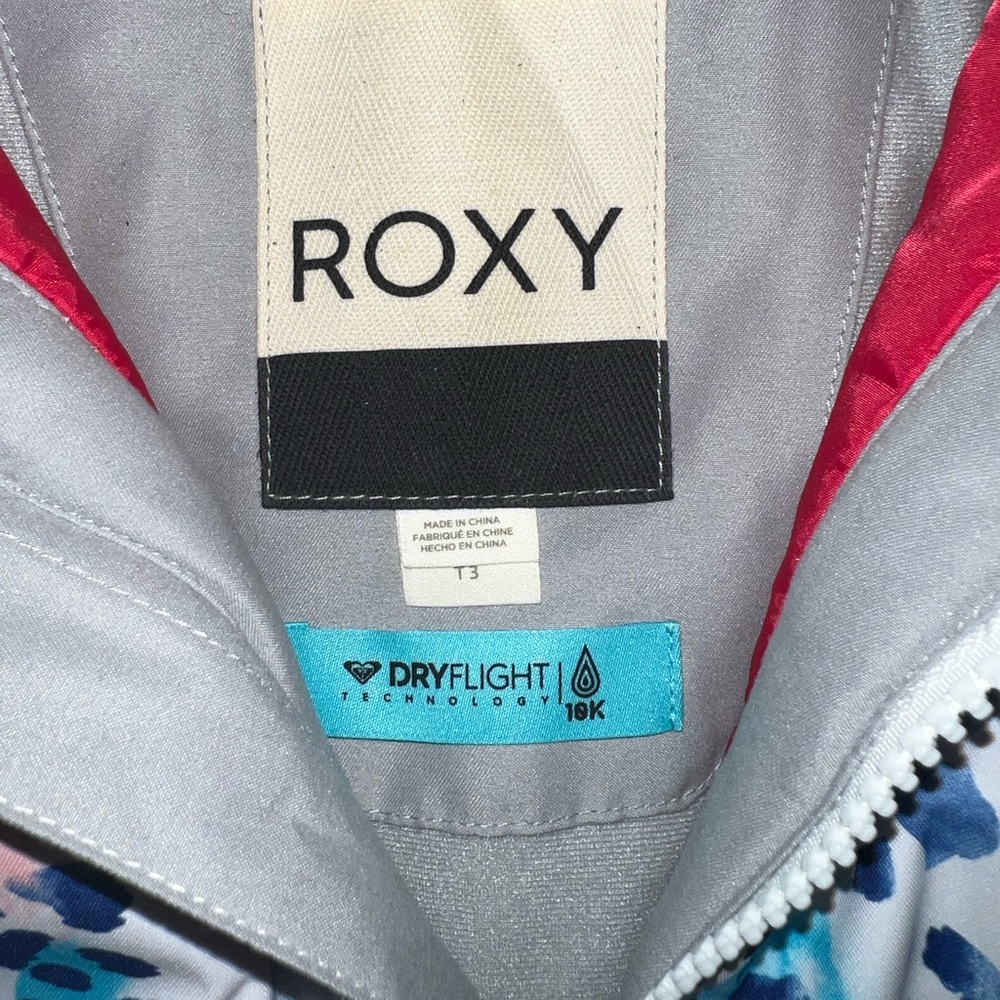 ROXY
MADE IN CHINA
FABRIQUÉ EN CHINE
HECHO EN CHINA
T3
DRYFLIGHT
TECHNOLOGY
10K